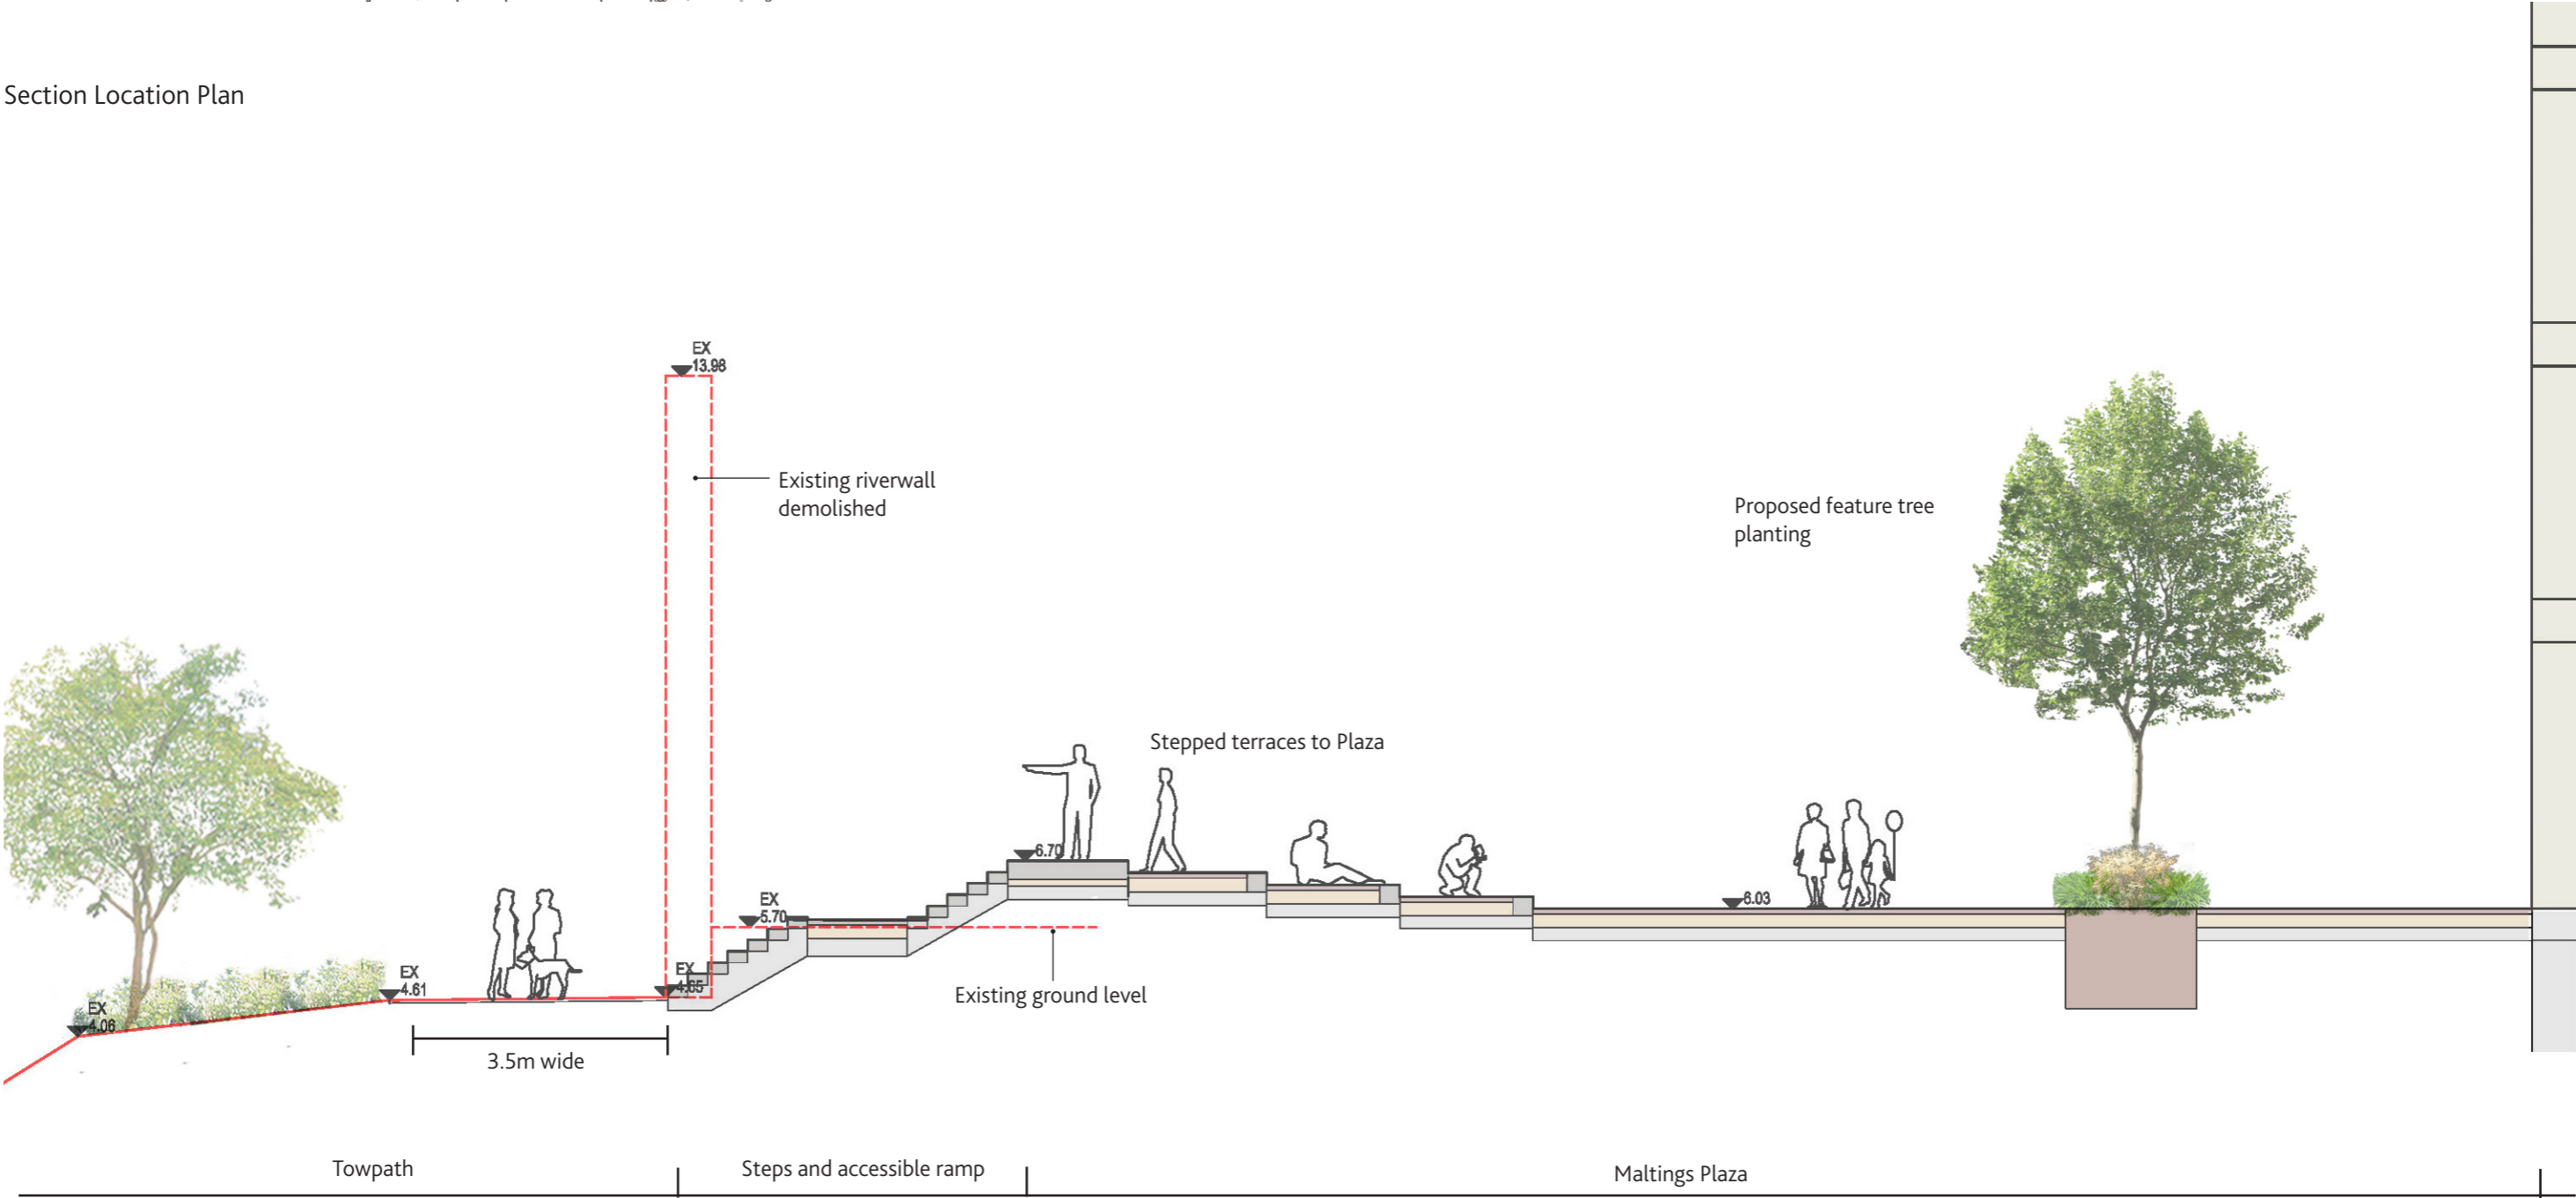 Section Location Plan
EX
13.98
Existing riverwall
demolished
Proposed feature tree
planting
Stepped terraces to Plaza
6.70
EX
5.70
6.03
EX
4.61
EX
4.65
Existing ground level
EX
4.06
3.5m wide
Towpath
Steps and accessible ramp
Maltings Plaza